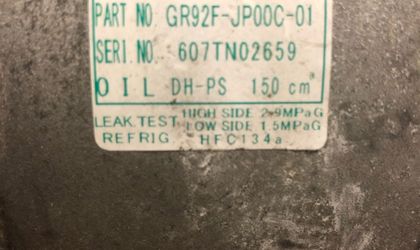 PART NO. GR92F-JP00C-01
SERI.NO. 607TN02659
OIL DH-PS 150 cm³
LEAK.TEST HIGH SIDE 2.9MPaG
LOW SIDE 1.5MPaG
REFRIG HFC134a